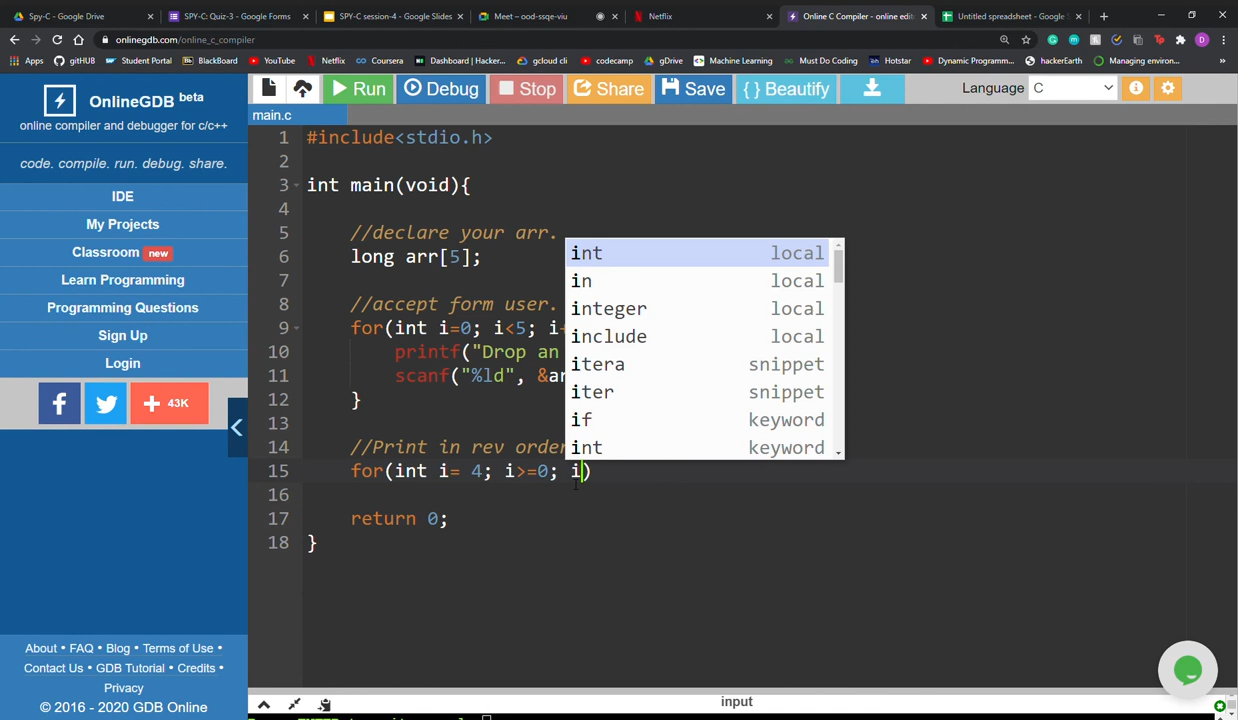 Spy-C - Google Drive
SPY-C: Quiz-3 - Google Forms
SPY-C session-4 - Google Slides
Meet – ood-ssqe-viu
Netflix
Online C Compiler - online edit
Untitled spreadsheet - Google
onlinegdb.com/online_c_compiler
Apps
gitHUB
Student Portal
BlackBoard
YouTube
Netflix
Coursera
Dashboard | Hacker...
gcloud cli
codecamp
gDrive
Machine Learning
Must Do Coding
Hotstar
Dynamic Programm...
hackerEarth
Managing environ...
»
OnlineGDB beta
online compiler and debugger for c/c++
code. compile. run. debug. share.
IDE
My Projects
Classroom new
Learn Programming
Programming Questions
Sign Up
Login
43K
About • FAQ • Blog • Terms of Use •
Contact Us • GDB Tutorial • Credits •
Privacy
© 2016 - 2020 GDB Online
Run
Debug
Stop
Share
Save
{ } Beautify
Language C
main.c
1 #include<stdio.h>
2
3 int main(void){
4
5 //declare your arr.
6 long arr[5];
7
8 //accept form user.
9 for(int i=0; i<5; i
10 printf("Drop an
11 scanf("%ld", &ar
12 }
13
14 //Print in rev order
15 for(int i= 4; i>=0; i)
16
17 return 0;
18 }
int local
in local
integer local
include local
itera snippet
iter snippet
if keyword
int keyword
input